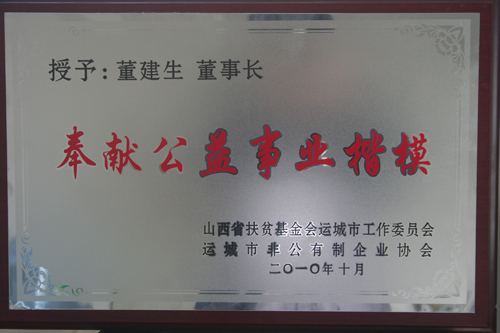 授予：董建生 董事长
奉献公益事业楷模
山西省扶贫基金会运城市工作委员会
运城市非公有制企业协会
二〇一〇年十月